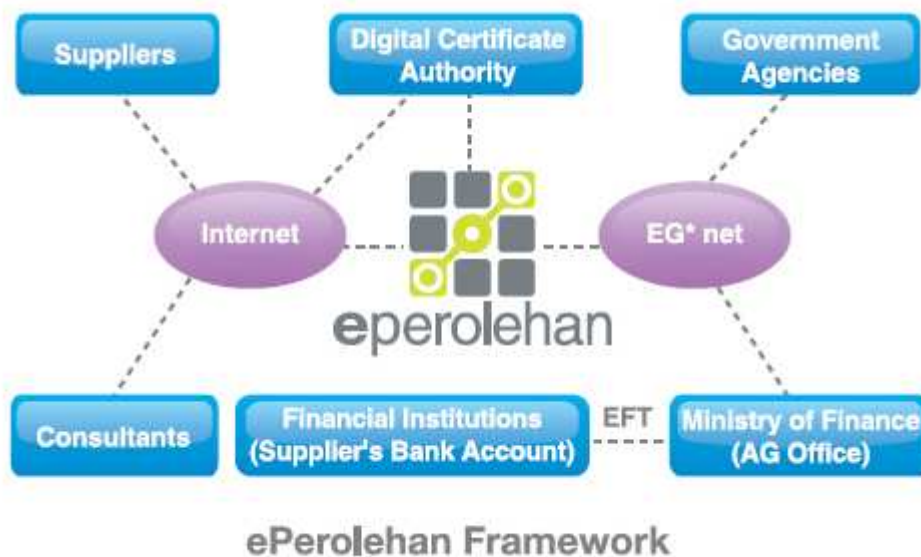 Suppliers
Digital Certificate
Authority
Government
Agencies
Internet
EG* net
eperolehan
Consultants
Financial Institutions
(Supplier's Bank Account)
EFT
Ministry of Finance
(AG Office)
ePerolehan Framework